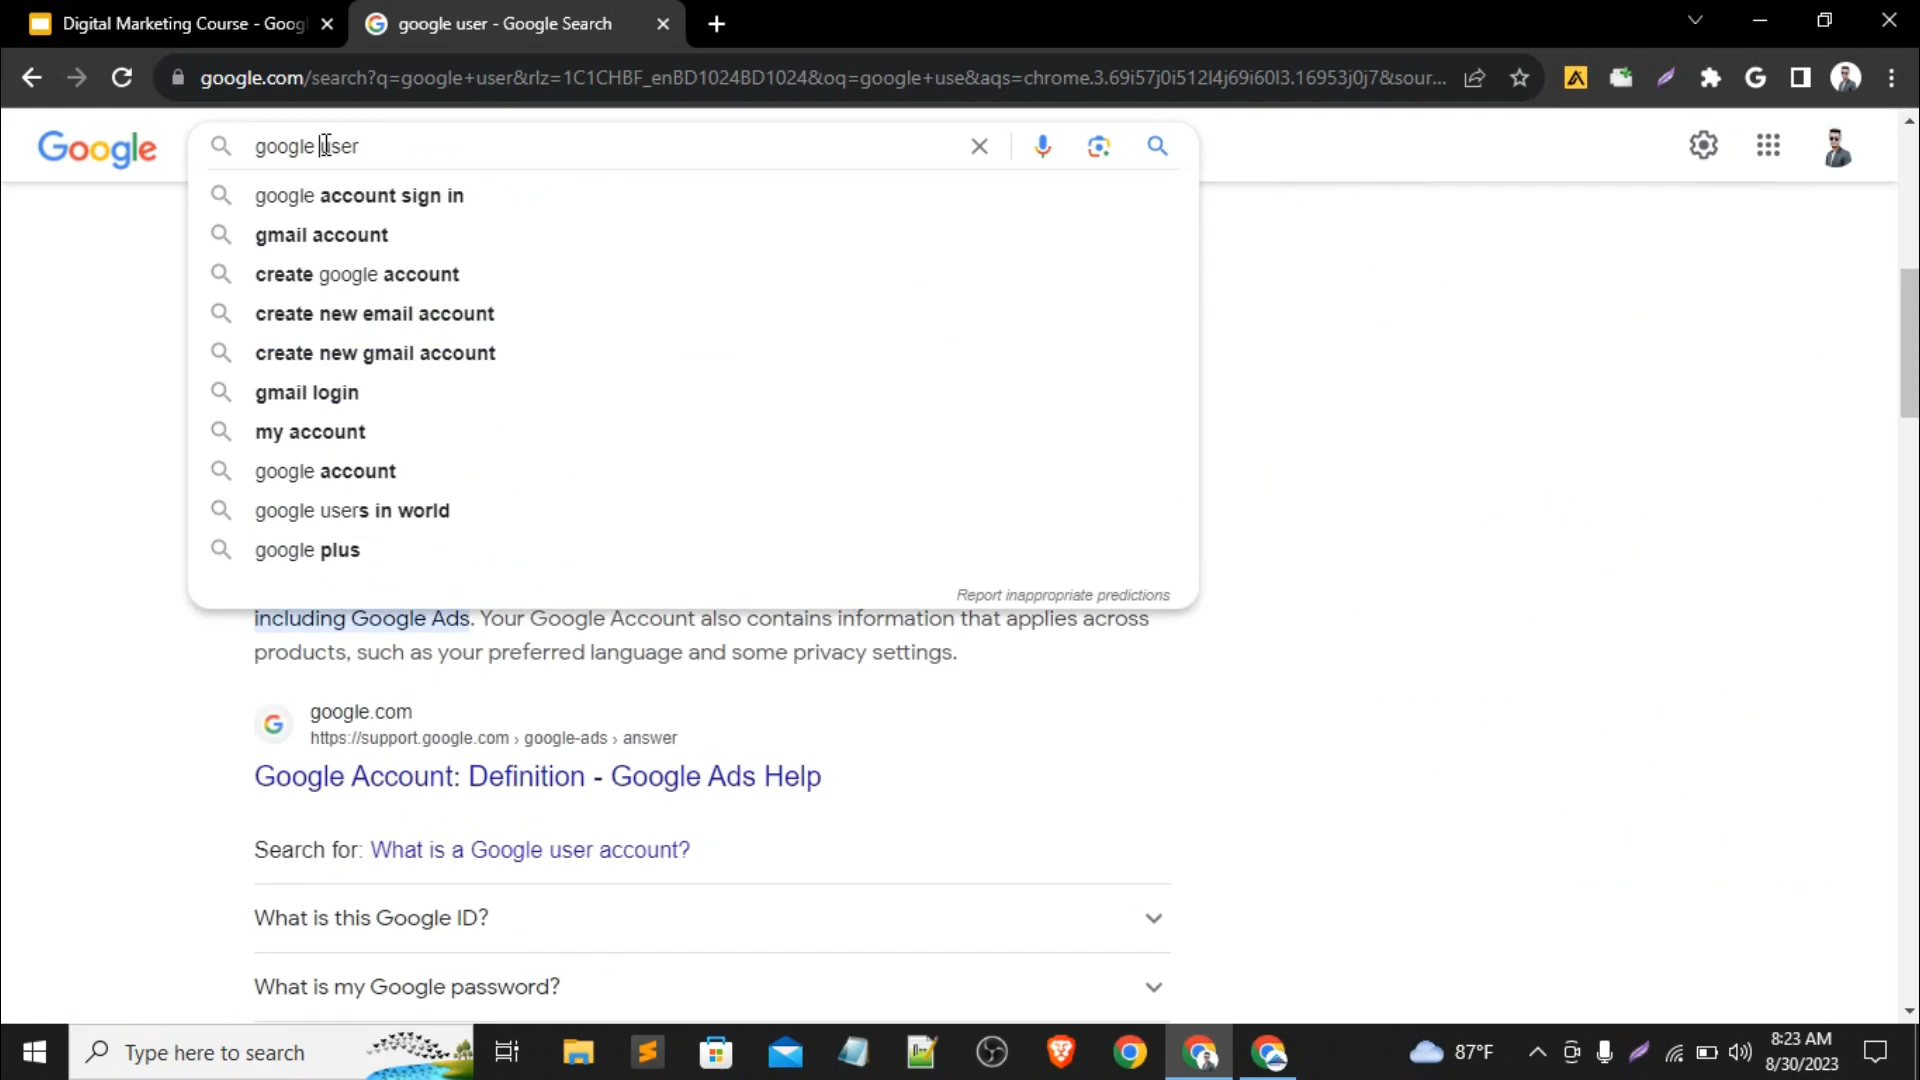 Digital Marketing Course - Goog
google user - Google Search
google.com/search?q=google+user&rlz=1C1CHBF_enBD1024BD1024&oq=google+use&aqs=chrome.3.69i57j0i512l4j69i60l3.16953j0j7&sour...
Google
google user
google account sign in
gmail account
create google account
create new email account
create new gmail account
gmail login
my account
google account
google users in world
google plus
Report inappropriate predictions
including Google Ads. Your Google Account also contains information that applies across
products, such as your preferred language and some privacy settings.
google.com
https://support.google.com › google-ads › answer
Google Account: Definition - Google Ads Help
Search for: What is a Google user account?
What is this Google ID?
What is my Google password?
Type here to search
87°F
8:23 AM
8/30/2023